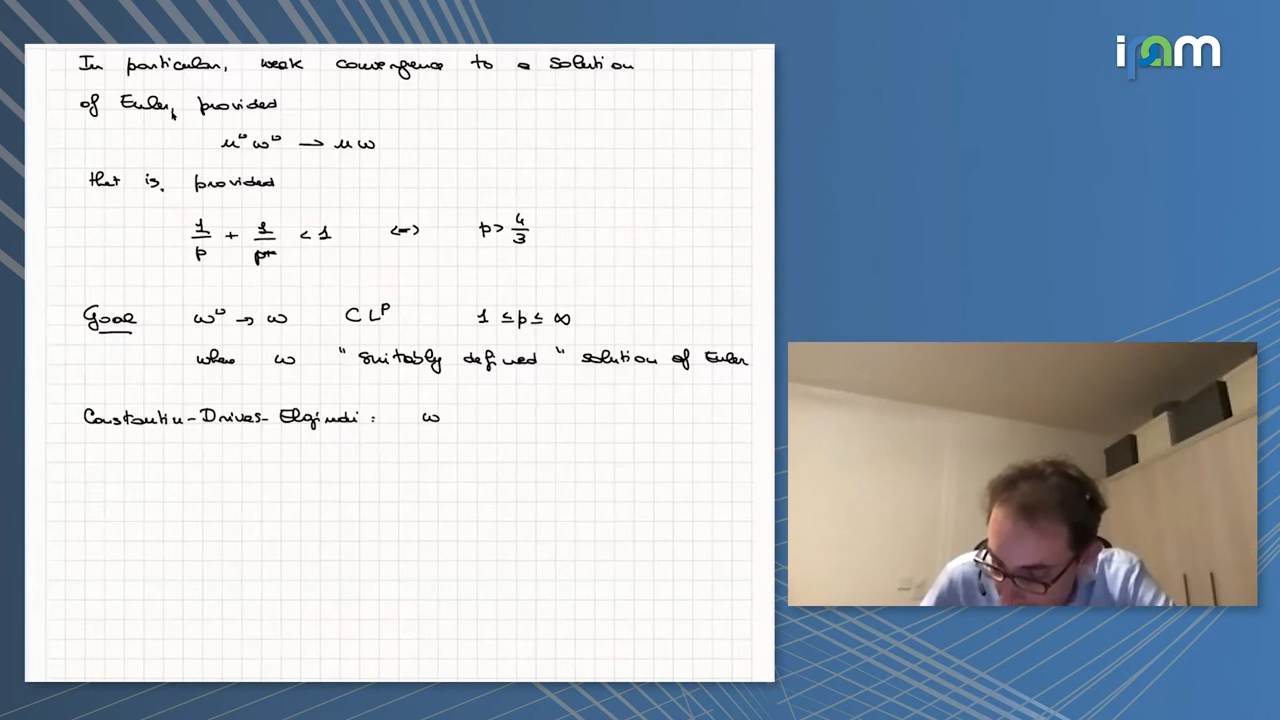 In particular, weak convergence to a solution
of Euler, provided
u^ν ω^ν → u ω
that is, provided
1/p + 1/p* < 1 <=> p > 4/3
Goal ω^ν → ω C L^p 1 ≤ p ≤ ∞
where ω "suitably defined" solution of Euler
Constantin-Drivas-Elgindi: ω
ipam